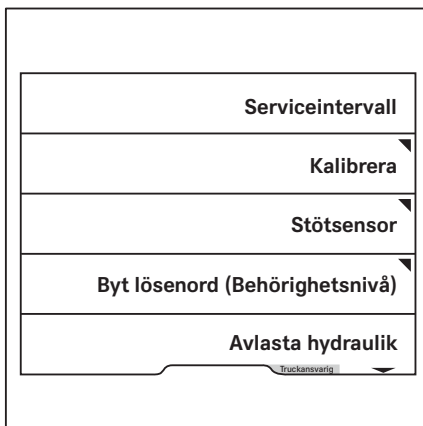 Serviceintervall
Kalibrera
Stötsensor
Byt lösenord (Behörighetsnivå)
Avlasta hydraulik
Truckansvarig